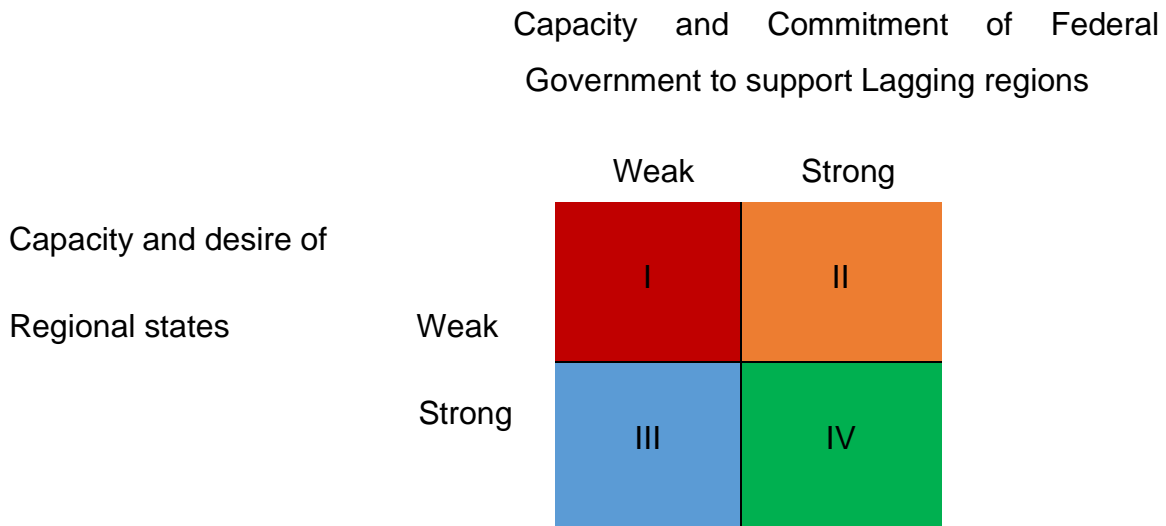 Capacity and Commitment of Federal
Government to support Lagging regions
Weak Strong
Capacity and desire of
I II
Regional states Weak
Strong
III IV